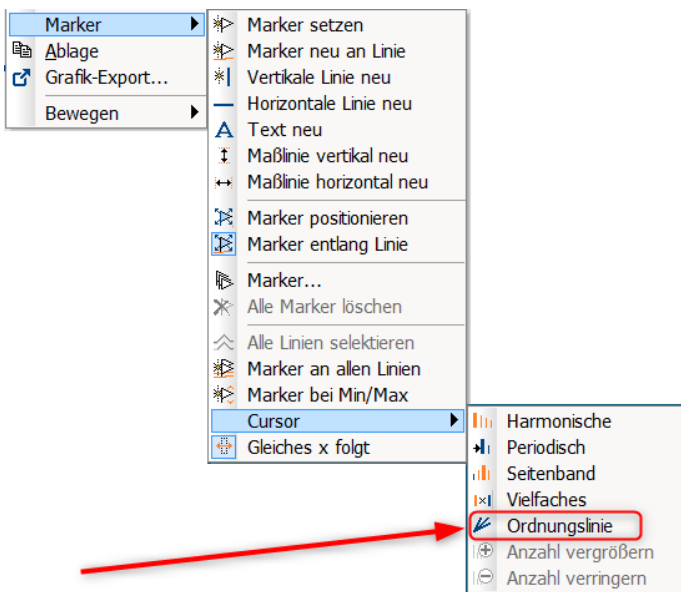 Marker
Ablage
Grafik-Export...
Bewegen
Marker setzen
Marker neu an Linie
Vertikale Linie neu
Horizontale Linie neu
Text neu
Maßlinie vertikal neu
Maßlinie horizontal neu
Marker positionieren
Marker entlang Linie
Marker...
Alle Marker löschen
Alle Linien selektieren
Marker an allen Linien
Marker bei Min/Max
Cursor
Gleiches x folgt
Harmonische
Periodisch
Seitenband
Vielfaches
Ordnungslinie
Anzahl vergrößern
Anzahl verringern